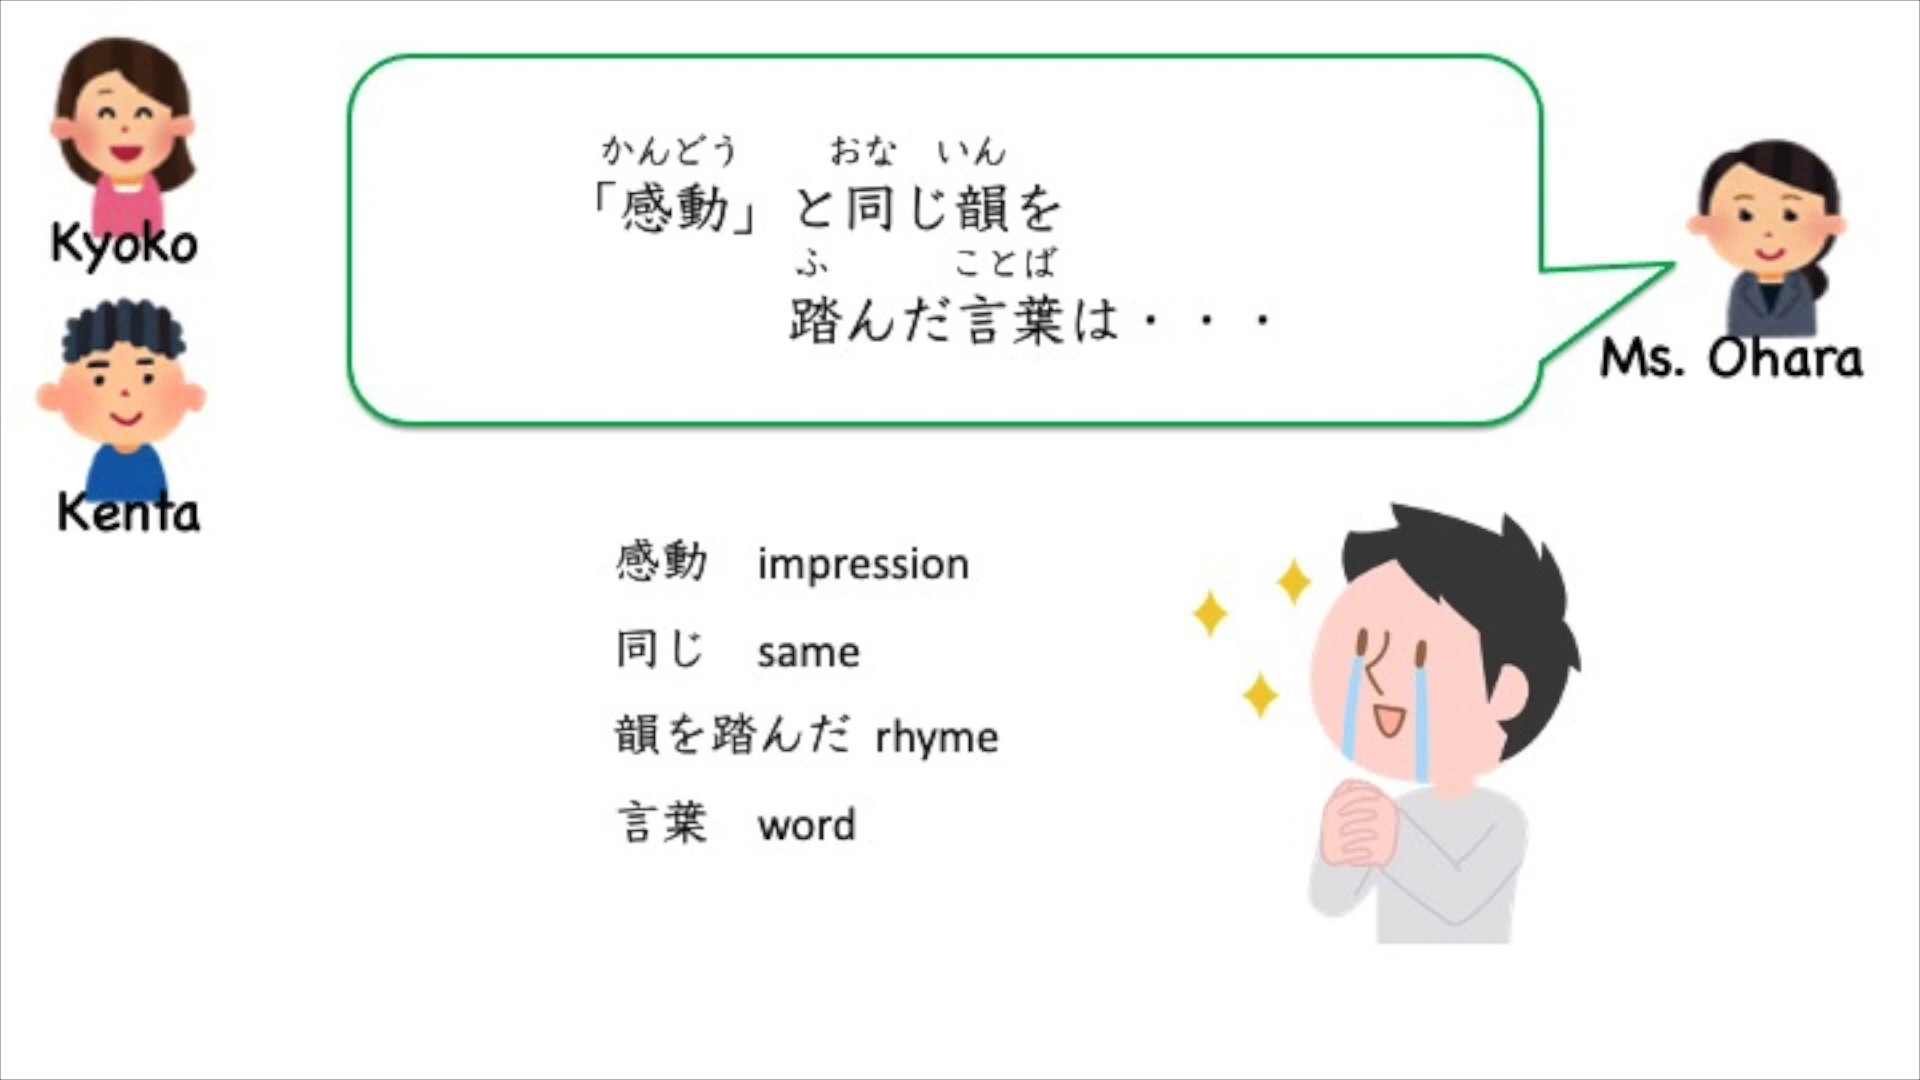 Kyoko
Kenta
かんどう おな いん
「感動」と同じ韻を
ふ ことば
踏んだ言葉は・・・
Ms. Ohara
感動 impression
同じ same
韻を踏んだ rhyme
言葉 word